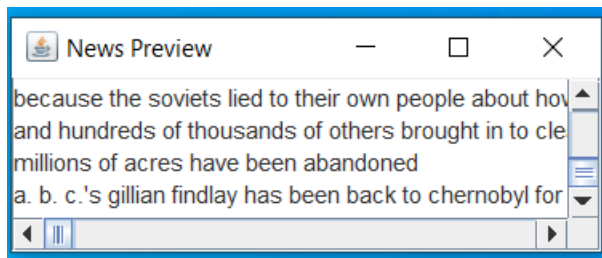 News Preview
because the soviets lied to their own people about how
and hundreds of thousands of others brought in to cle
millions of acres have been abandoned
a. b. c.'s gillian findlay has been back to chernobyl for